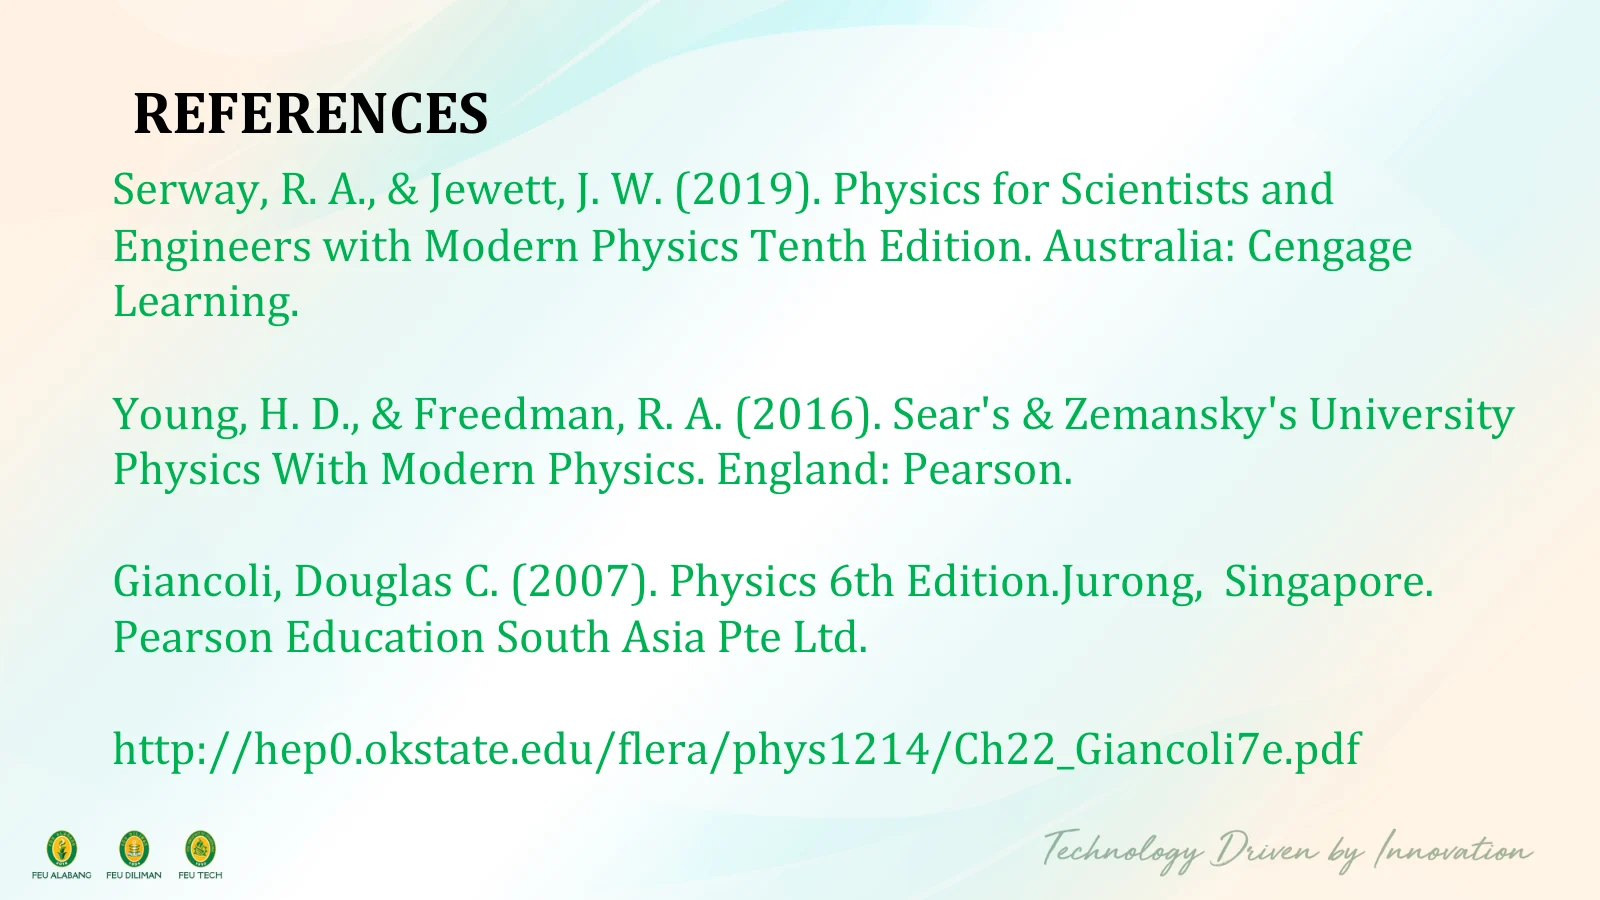 REFERENCES
Serway, R. A., & Jewett, J. W. (2019). Physics for Scientists and
Engineers with Modern Physics Tenth Edition. Australia: Cengage
Learning.
Young, H. D., & Freedman, R. A. (2016). Sear's & Zemansky's University
Physics With Modern Physics. England: Pearson.
Giancoli, Douglas C. (2007). Physics 6th Edition.Jurong,  Singapore.
Pearson Education South Asia Pte Ltd.
http://hep0.okstate.edu/flera/phys1214/Ch22_Giancoli7e.pdf
FEU ALABANG FEU DILIMAN FEU TECH
Technology Driven by Innovation